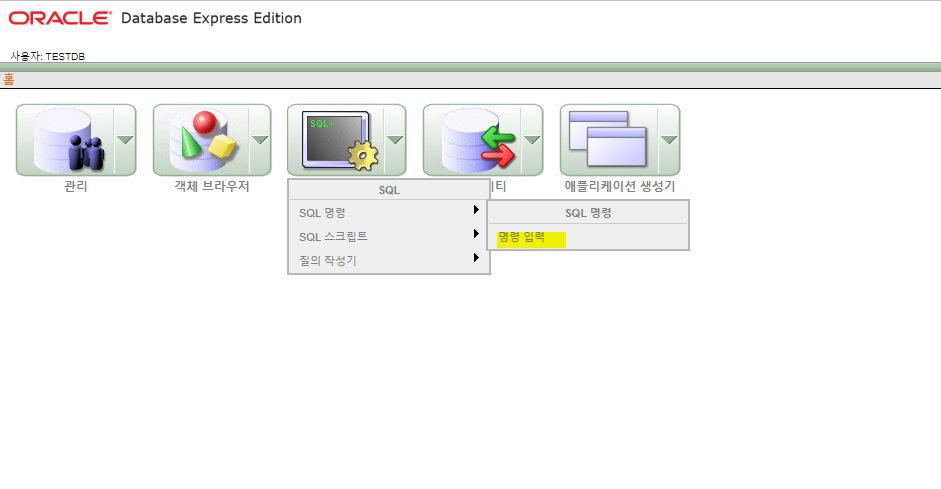 ORACLE® Database Express Edition
사용자: TESTDB
홈
SQL>
관리
객체 브라우저
티
애플리케이션 생성기
SQL
SQL 명령
SQL 스크립트
질의 작성기
SQL 명령
명령 입력